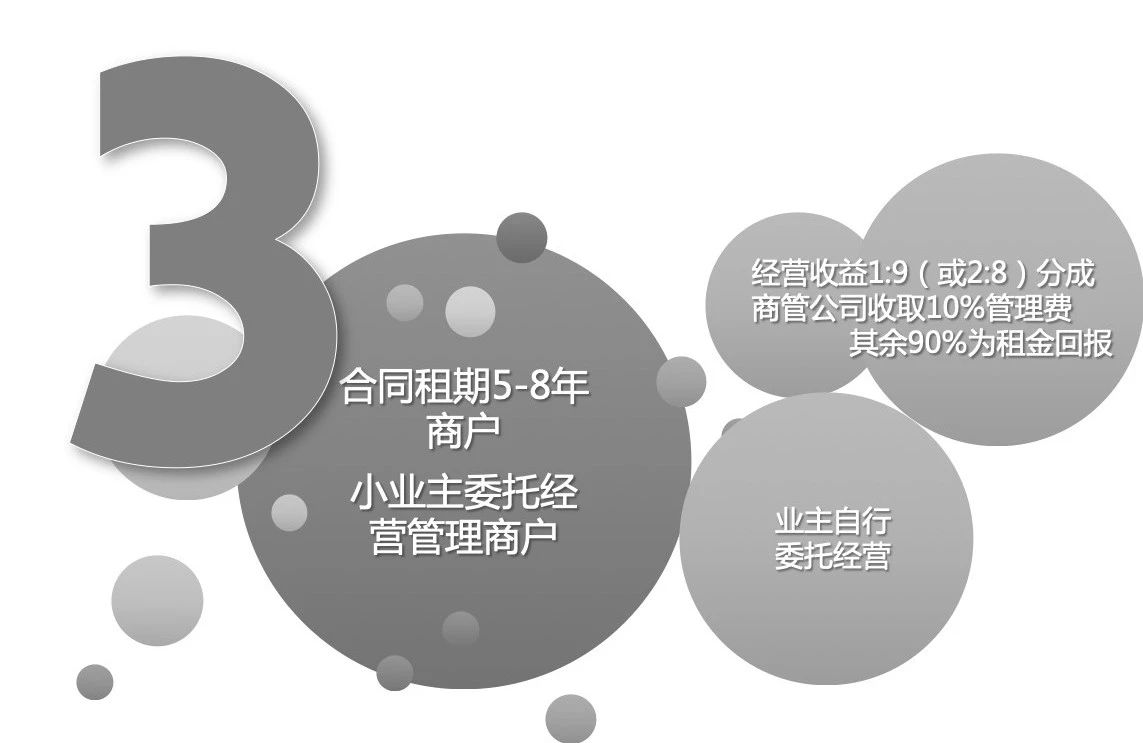 3
合同租期5-8年
商户
小业主委托经
营管理商户
经营收益1:9（或2:8）分成
商管公司收取10%管理费
其余90%为租金回报
业主自行
委托经营